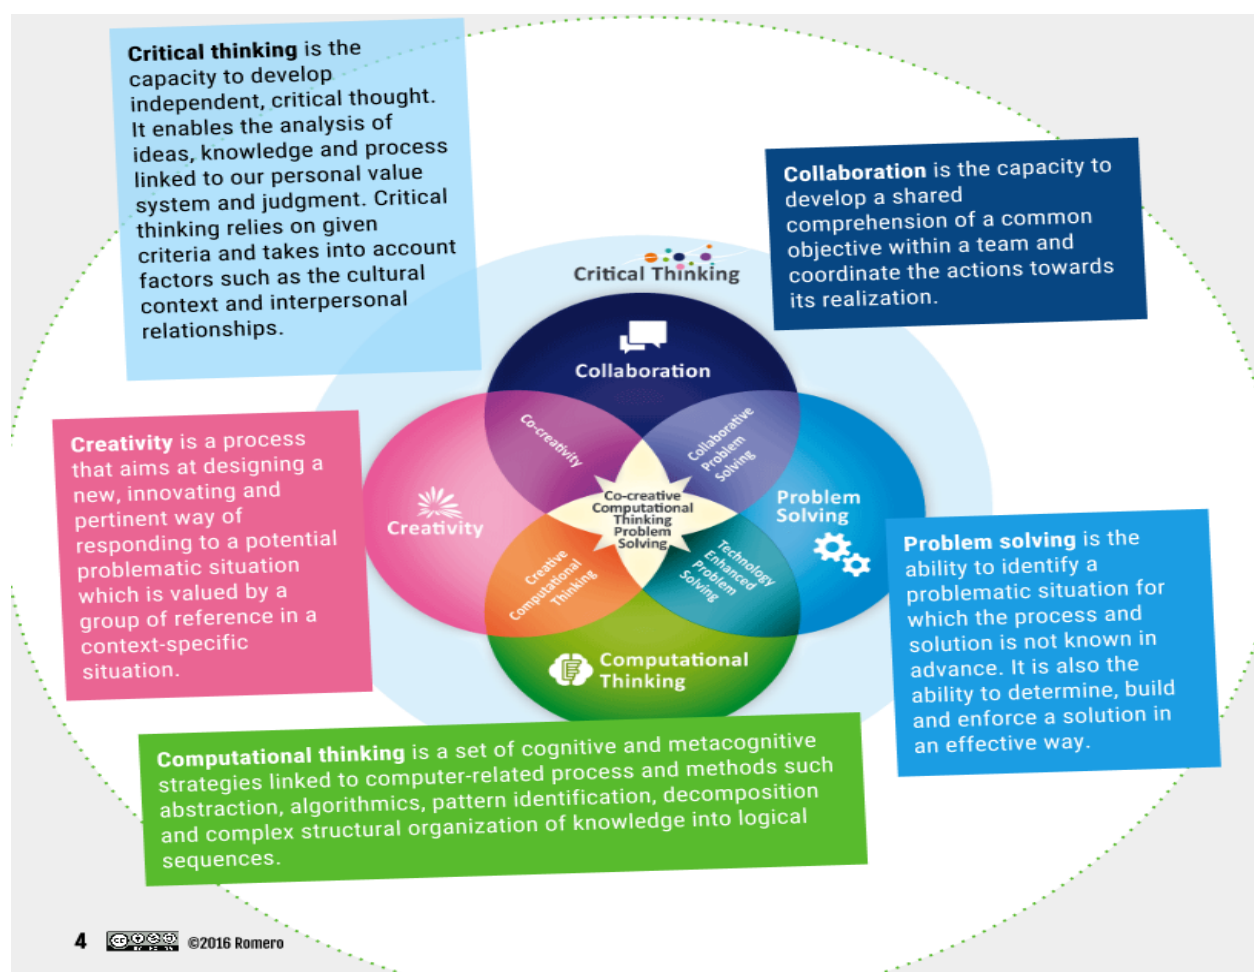 Critical thinking is the
capacity to develop
independent, critical thought.
It enables the analysis of
ideas, knowledge and process
linked to our personal value
system and judgment. Critical
thinking relies on given
criteria and takes into account
factors such as the cultural
context and interpersonal
relationships.
Collaboration is the capacity to
develop a shared
comprehension of a common
objective within a team and
coordinate the actions towards
its realization.
Critical Thinking
Collaboration
Co-creativity
Collaborative
Problem
Solving
Creativity is a process
that aims at designing a
new, innovating and
pertinent way of
responding to a potential
problematic situation
which is valued by a
group of reference in a
context-specific
situation.
Creativity
Co-creative
Computational
Thinking
Problem
Solving
Problem
Solving
Creative
Computational
Thinking
Technology
Enhanced
Problem
Solving
Computational
Thinking
Problem solving is the
ability to identify a
problematic situation for
which the process and
solution is not known in
advance. It is also the
ability to determine, build
and enforce a solution in
an effective way.
Computational thinking is a set of cognitive and metacognitive
strategies linked to computer-related process and methods such
abstraction, algorithmics, pattern identification, decomposition
and complex structural organization of knowledge into logical
sequences.
4
©2016 Romero